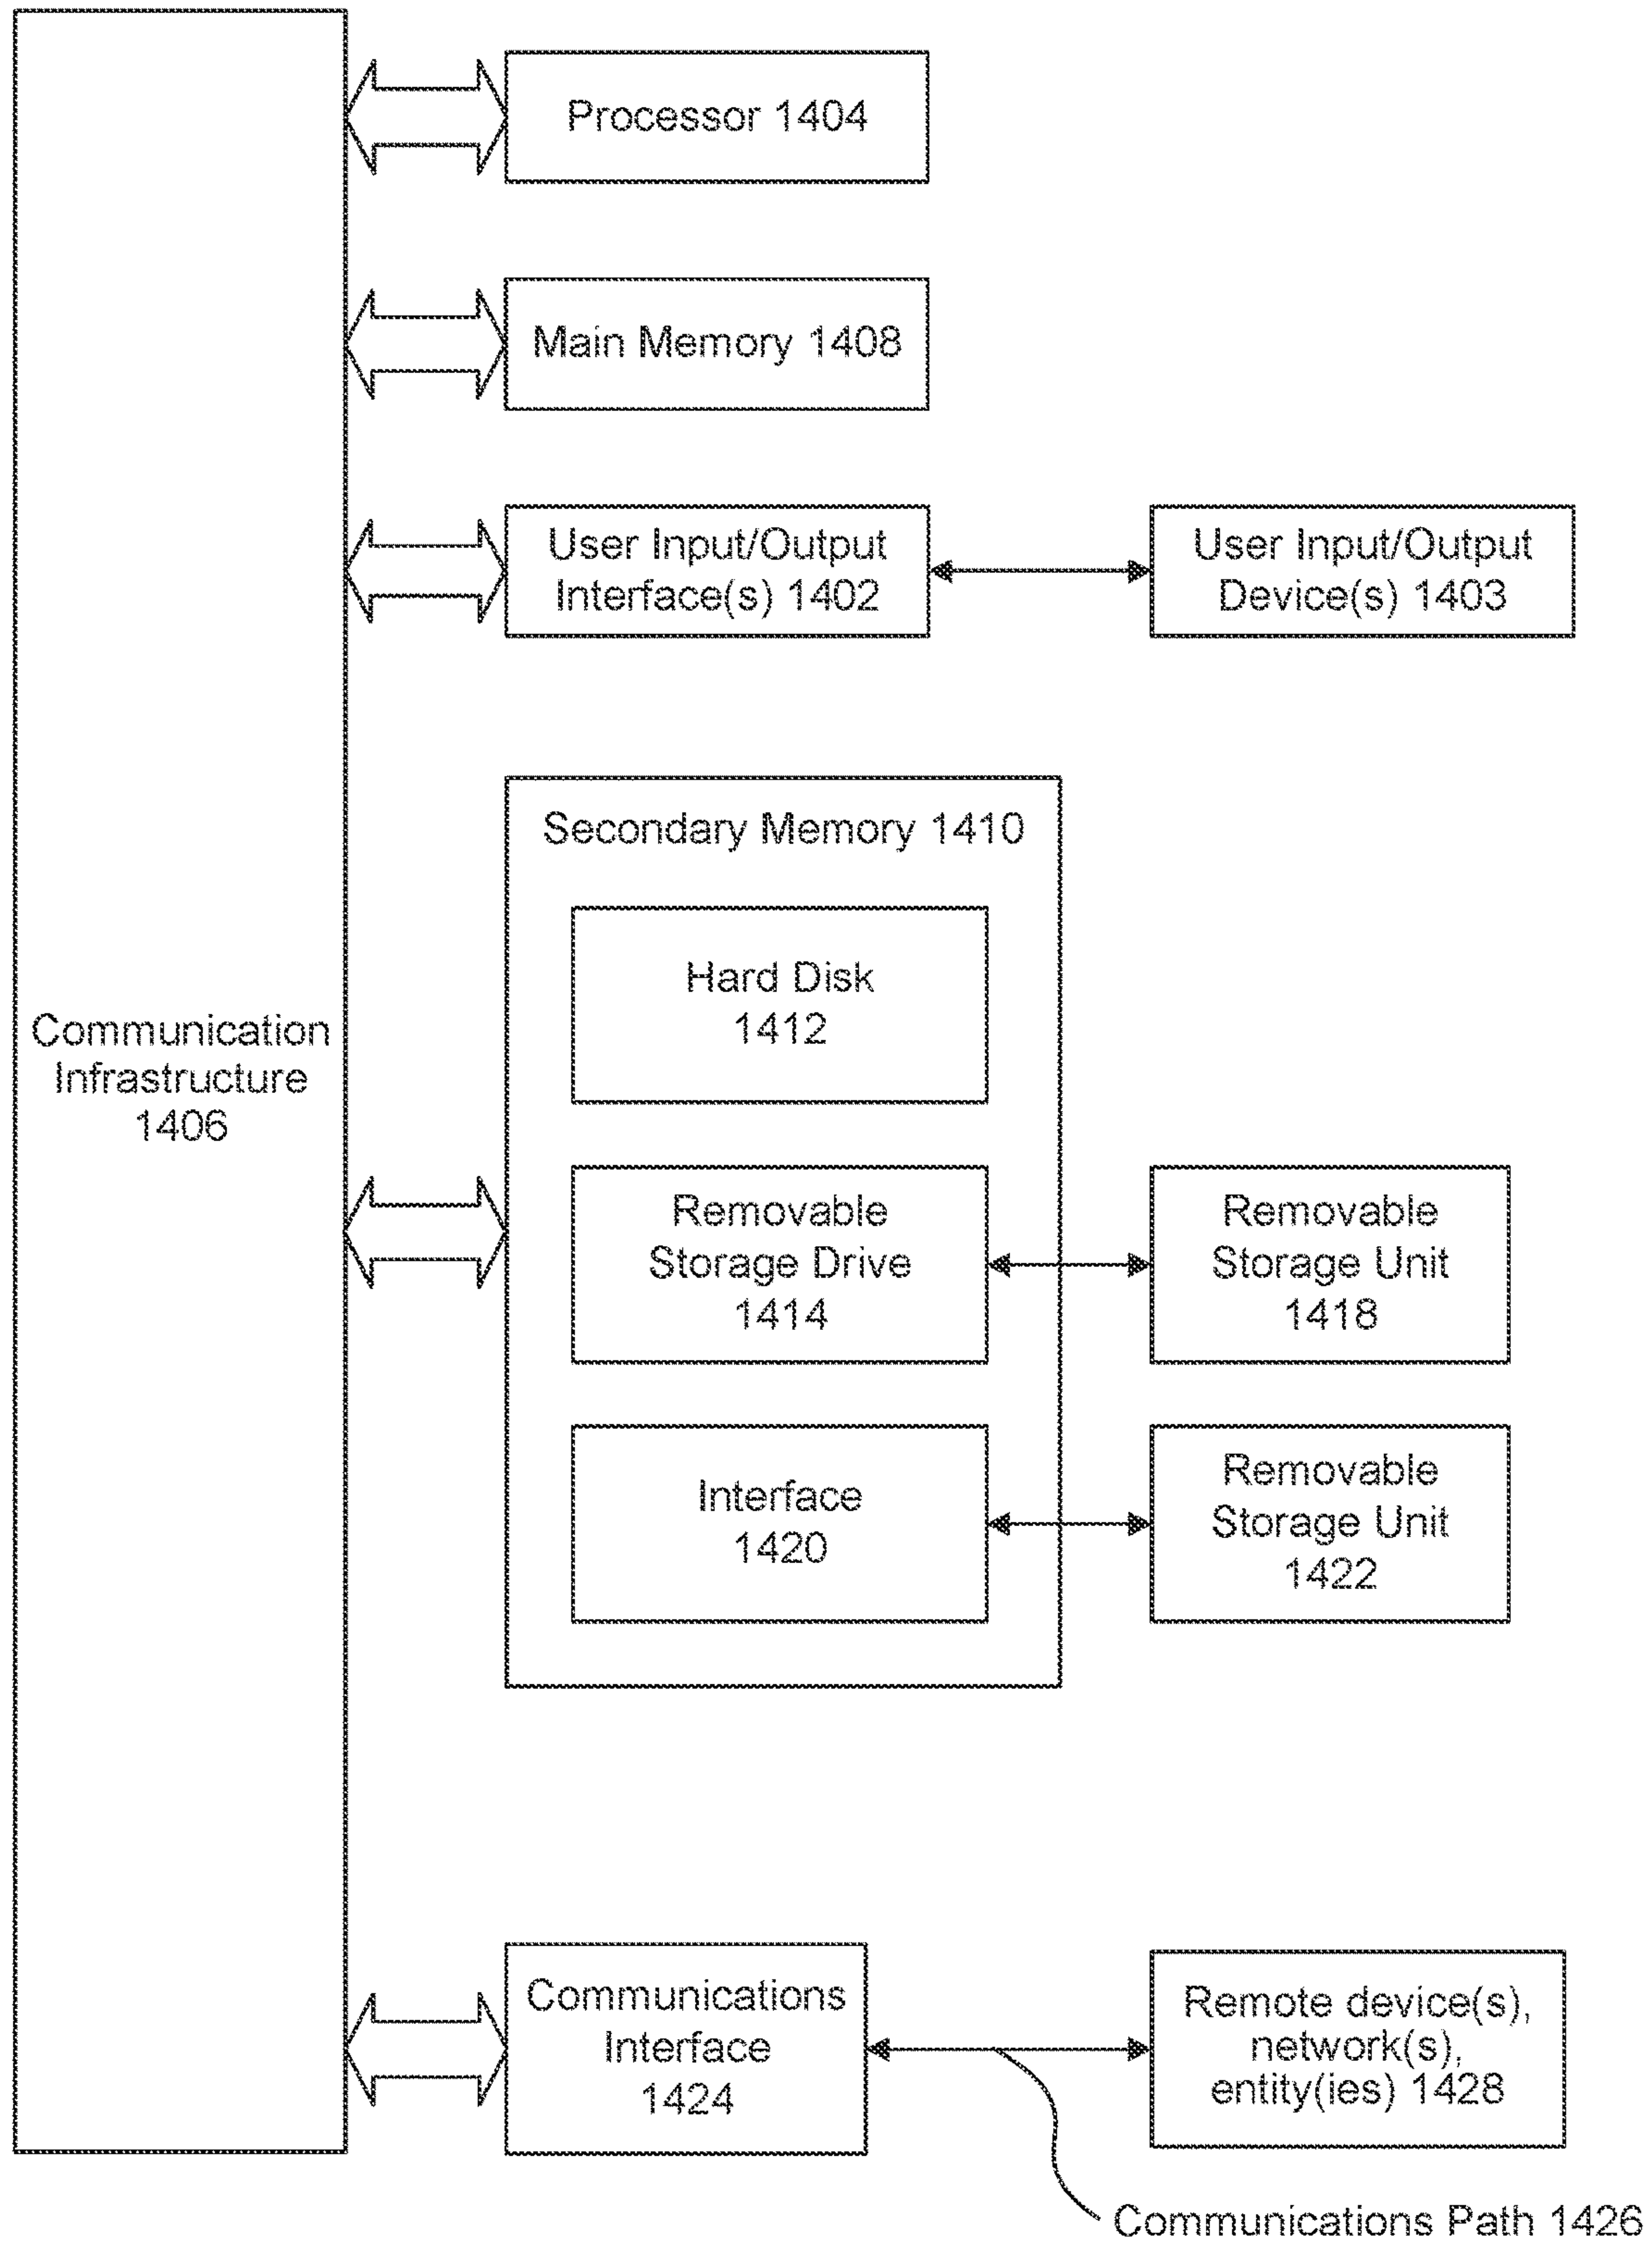 Processor 1404
Main Memory 1408
User Input/Output
Interface(s) 1402
User Input/Output
Device(s) 1403
Secondary Memory 1410
Hard Disk
1412
Communication
Infrastructure
1406
Removable
Storage Drive
1414
Removable
Storage Unit
1418
Interface
1420
Removable
Storage Unit
1422
Communications
Interface
1424
Remote device(s),
network(s),
entity(ies) 1428
Communications Path 1426